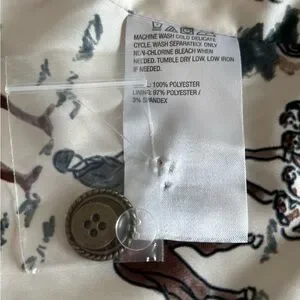 MACHINE WASH COLD DELICATE
CYCLE. WASH SEPARATELY. ONLY
NON-CHLORINE BLEACH WHEN
NEEDED. TUMBLE DRY LOW. LOW IRON
IF NEEDED.
100% POLYESTER
LINING: 97% POLYESTER /
3% SPANDEX